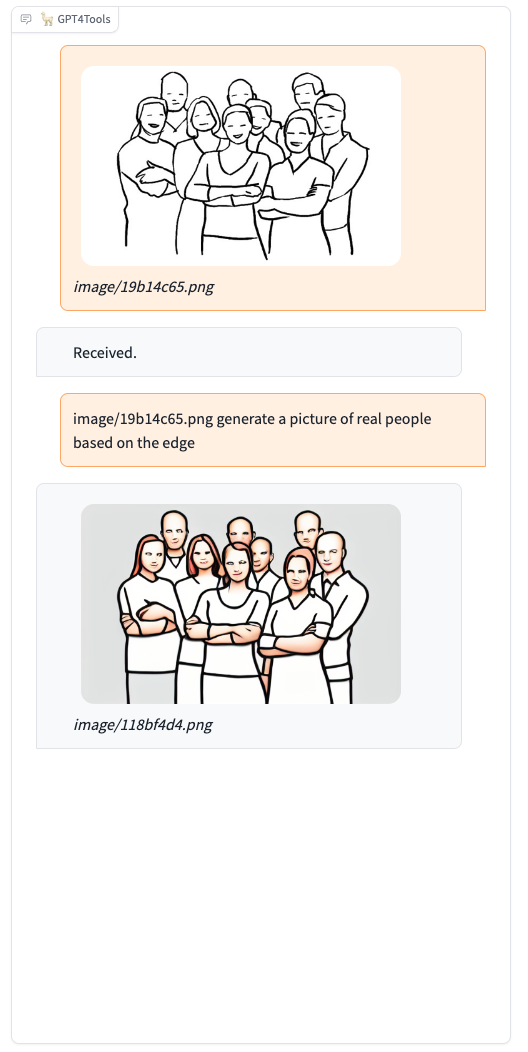 GPT4Tools
image/19b14c65.png
Received.
image/19b14c65.png generate a picture of real people
based on the edge
image/118bf4d4.png